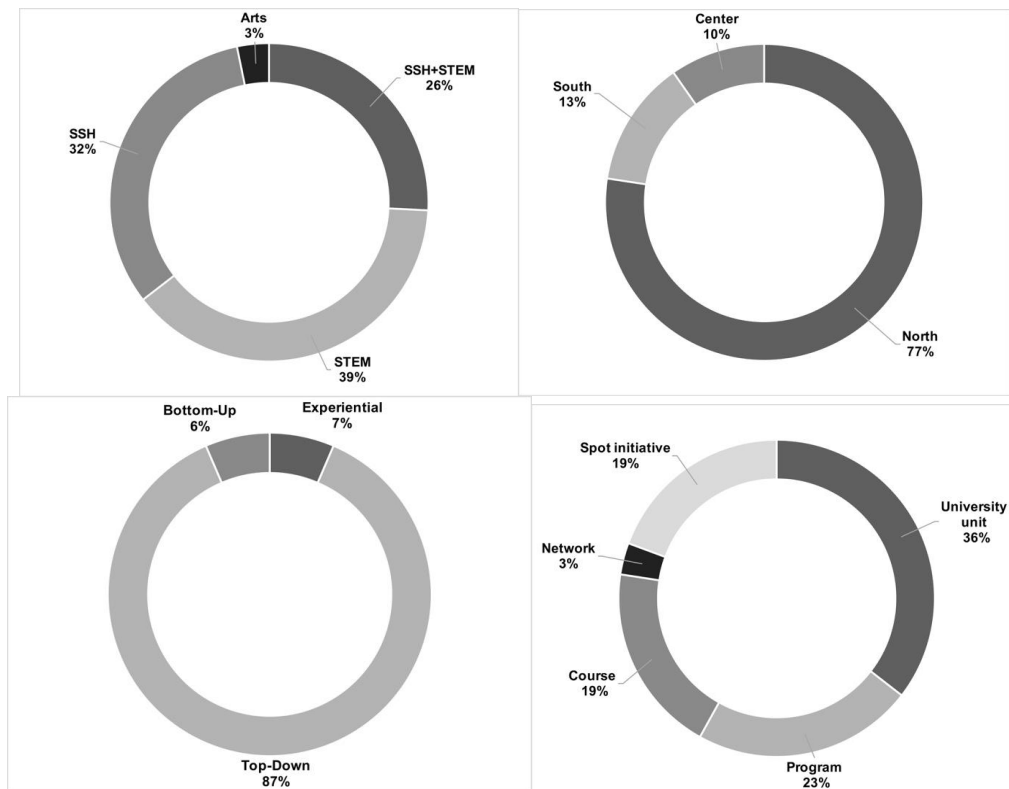 Arts
3%
SSH+STEM
26%
SSH
32%
STEM
39%
Center
10%
South
13%
North
77%
Bottom-Up
6%
Experiential
7%
Top-Down
87%
Spot initiative
19%
University
unit
36%
Network
3%
Course
19%
Program
23%